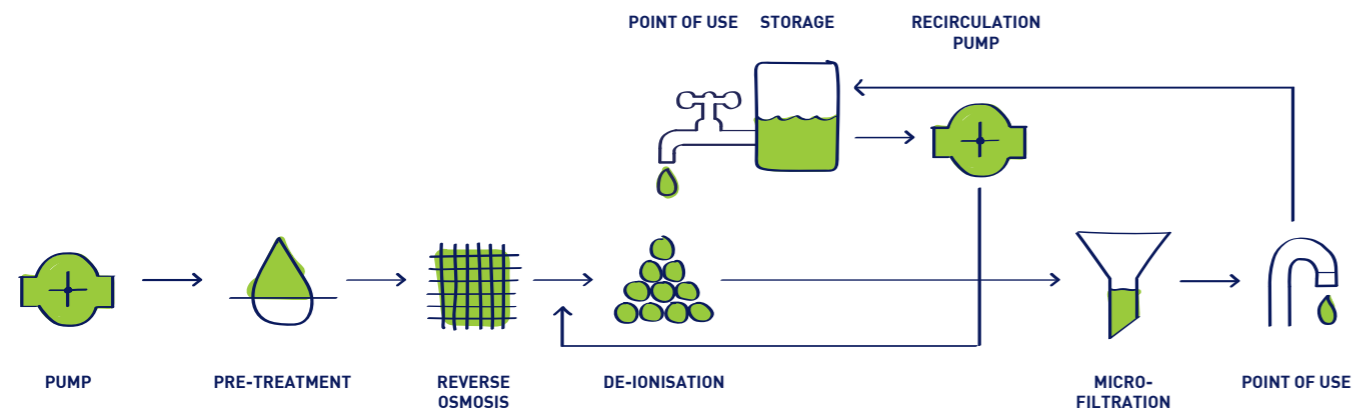 POINT OF USE
STORAGE
RECIRCULATION
PUMP
PUMP
PRE-TREATMENT
REVERSE
OSMOSIS
DE-IONISATION
MICRO-
FILTRATION
POINT OF USE